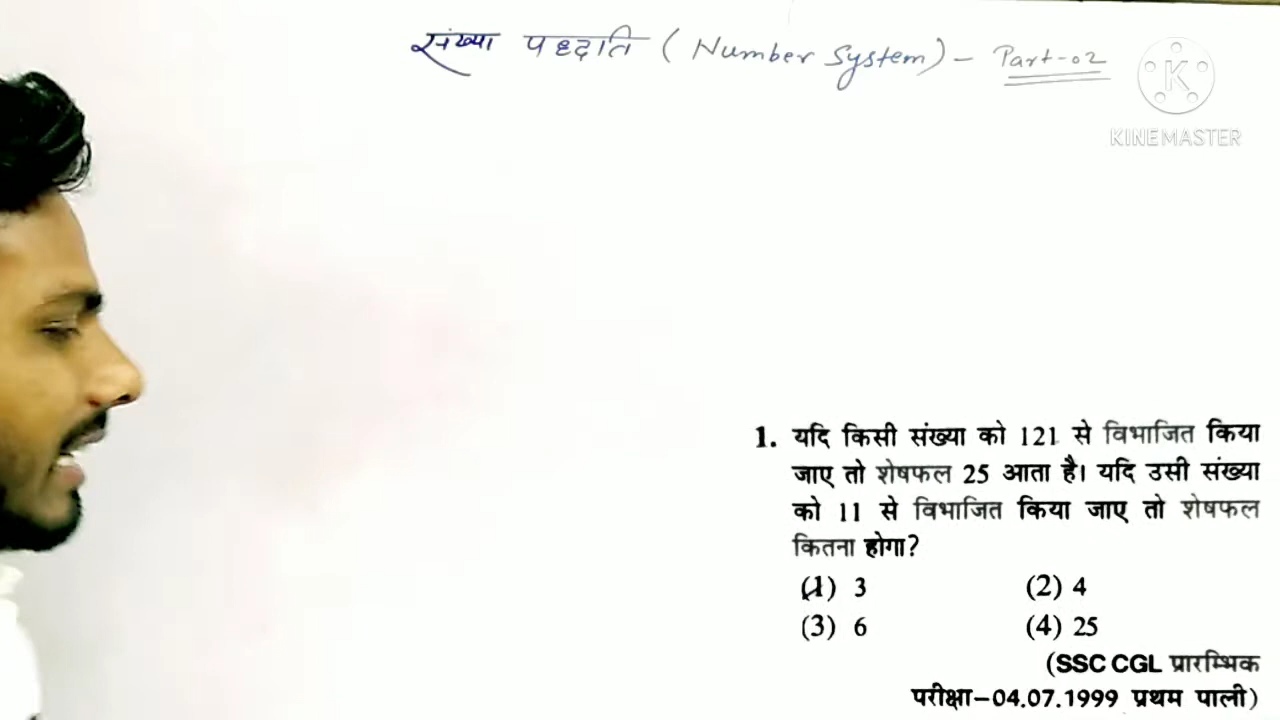 संख्या पद्धति ( Number System ) - Part-02
KINEMASTER
1. यदि किसी संख्या को 121 से विभाजित किया
जाए तो शेषफल 25 आता है। यदि उसी संख्या
को 11 से विभाजित किया जाए तो शेषफल
कितना होगा?
(1) 3 (2) 4
(3) 6 (4) 25
(SSC CGL प्रारम्भिक
परीक्षा-04.07.1999 प्रथम पाली)